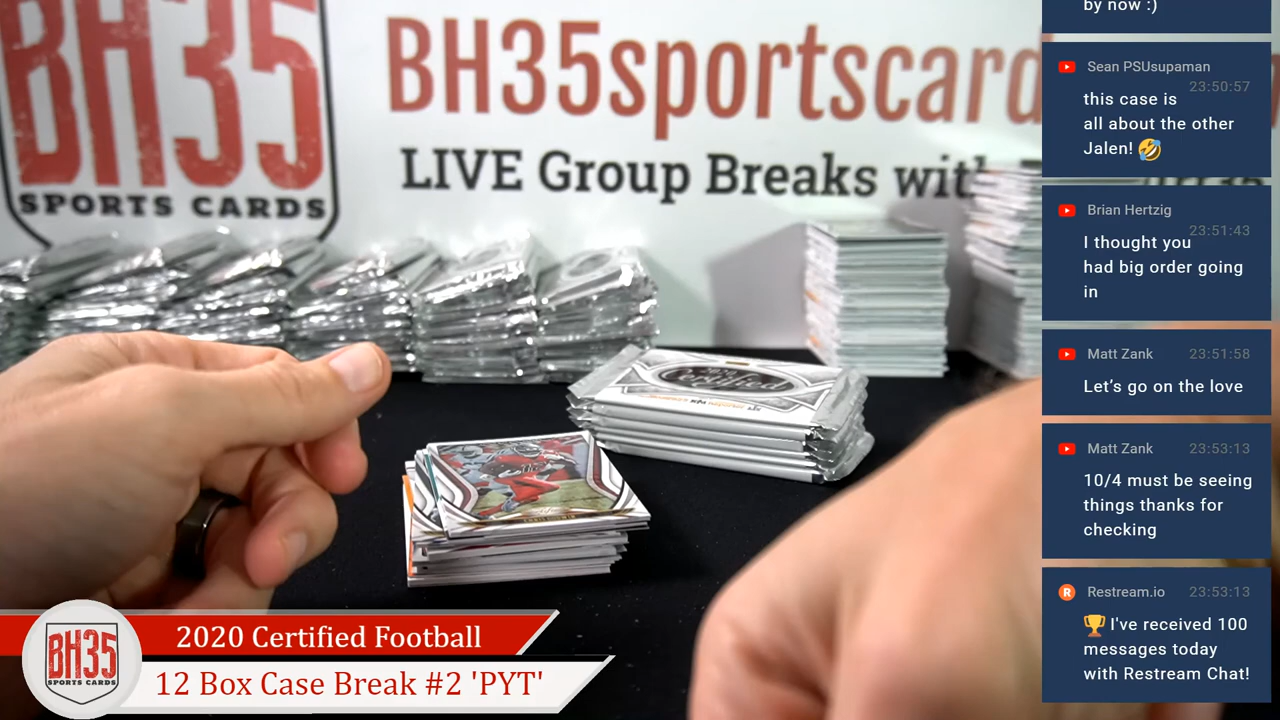 BH35
SPORTS CARDS
BH35sportscard
LIVE Group Breaks with
Certified
by now :)
Sean PSUsupaman
23:50:57
this case is
all about the other
Jalen! 🤣
Brian Hertzig
23:51:43
I thought you
had big order going
in
Matt Zank 23:51:58
Let's go on the love
Matt Zank 23:53:13
10/4 must be seeing
things thanks for
checking
R Restream.io 23:53:13
🏆 I've received 100
messages today
with Restream Chat!
BH35
SPORTS CARDS
2020 Certified Football
12 Box Case Break #2 'PYT'